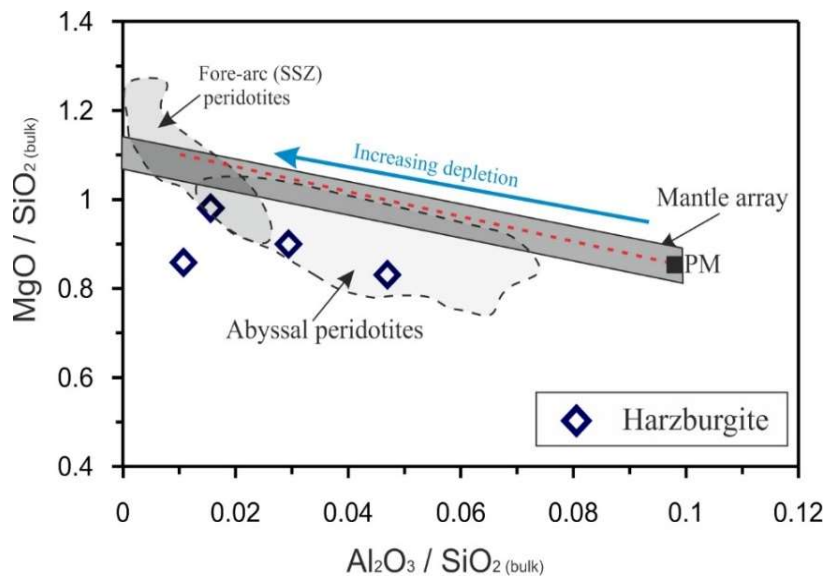 1.4
Fore-arc (SSZ)
peridotites
1.2
Increasing depletion
Mantle array
1
PM
0.8
Abyssal peridotites
0.6
Harzburgite
0.4
0
0.02
0.04
0.06
0.08
0.1
0.12
MgO / SiO₂ (bulk)
Al₂O₃ / SiO₂ (bulk)